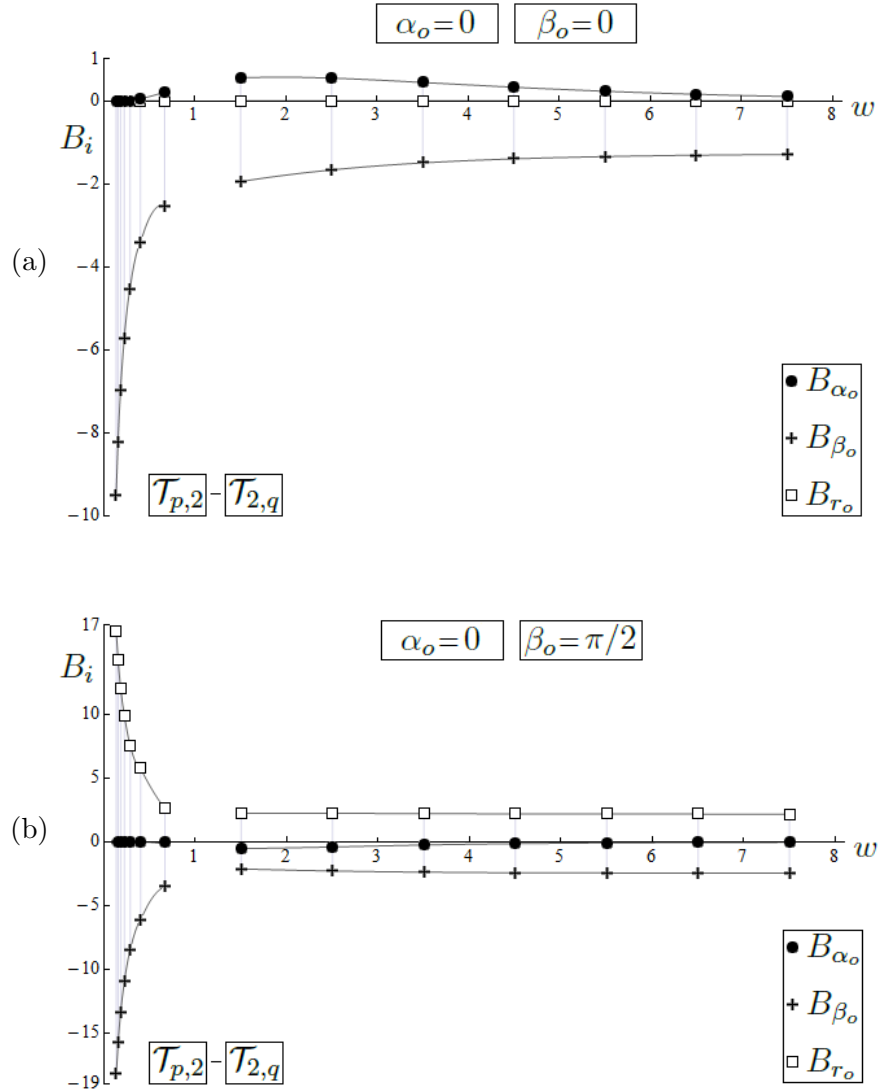 α_o=0 β_o=0
1
0
1 2 3 4 5 6 7 8 w
B_i
−2
(a)
−4
−6
B_{α_o}
−8
B_{β_o}
B_{r_o}
−10
𝒯_{p,2} – 𝒯_{2,q}
17
α_o=0 β_o=π/2
B_i
10
5
(b)
0
1 2 3 4 5 6 7 8 w
−5
−10
B_{α_o}
−15
B_{β_o}
−19
B_{r_o}
𝒯_{p,2} – 𝒯_{2,q}